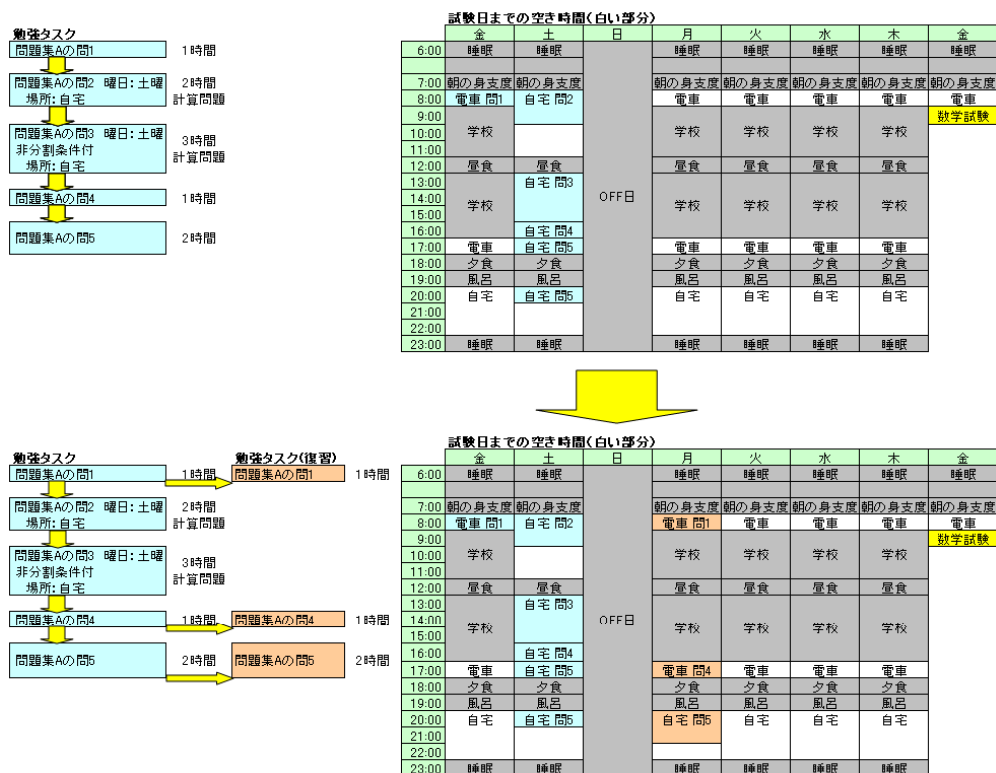 試験日までの空き時間(白い部分)
勉強タスク
問題集Aの問1 1時間
問題集Aの問2 曜日:土曜 2時間
場所:自宅 計算問題
問題集Aの問3 曜日:土曜 3時間
非分割条件付 計算問題
場所:自宅
問題集Aの問4 1時間
問題集Aの問5 2時間
金 土 日 月 火 水 木 金
6:00 睡眠 睡眠 睡眠 睡眠 睡眠 睡眠 睡眠
7:00 朝の身支度 朝の身支度 朝の身支度 朝の身支度 朝の身支度 朝の身支度 朝の身支度
8:00 電車 問1 自宅 問2 電車 電車 電車 電車 電車
9:00 数学試験
10:00 学校 学校 学校 学校 学校
11:00
12:00 昼食 昼食 昼食 昼食 昼食 昼食
13:00 自宅 問3
14:00 学校 OFF日 学校 学校 学校 学校
15:00
16:00 自宅 問4
17:00 電車 自宅 問5 電車 電車 電車 電車
18:00 夕食 夕食 夕食 夕食 夕食 夕食
19:00 風呂 風呂 風呂 風呂 風呂 風呂
20:00 自宅 自宅 問5 自宅 自宅 自宅 自宅
21:00
22:00
23:00 睡眠 睡眠 睡眠 睡眠 睡眠 睡眠
試験日までの空き時間(白い部分)
勉強タスク 勉強タスク(復習)
問題集Aの問1 1時間 問題集Aの問1 1時間
問題集Aの問2 曜日:土曜 2時間
場所:自宅 計算問題
問題集Aの問3 曜日:土曜 3時間
非分割条件付 計算問題
場所:自宅
問題集Aの問4 1時間 問題集Aの問4 1時間
問題集Aの問5 2時間 問題集Aの問5 2時間
金 土 日 月 火 水 木 金
6:00 睡眠 睡眠 睡眠 睡眠 睡眠 睡眠 睡眠
7:00 朝の身支度 朝の身支度 朝の身支度 朝の身支度 朝の身支度 朝の身支度 朝の身支度
8:00 電車 問1 自宅 問2 電車 問1 電車 電車 電車 電車
9:00 数学試験
10:00 学校 学校 学校 学校 学校
11:00
12:00 昼食 昼食 昼食 昼食 昼食 昼食
13:00 自宅 問3
14:00 学校 OFF日 学校 学校 学校 学校
15:00
16:00 自宅 問4
17:00 電車 自宅 問5 電車 問4 電車 電車 電車
18:00 夕食 夕食 夕食 夕食 夕食 夕食
19:00 風呂 風呂 風呂 風呂 風呂 風呂
20:00 自宅 自宅 問5 自宅 問5 自宅 自宅 自宅
21:00
22:00
23:00 睡眠 睡眠 睡眠 睡眠 睡眠 睡眠